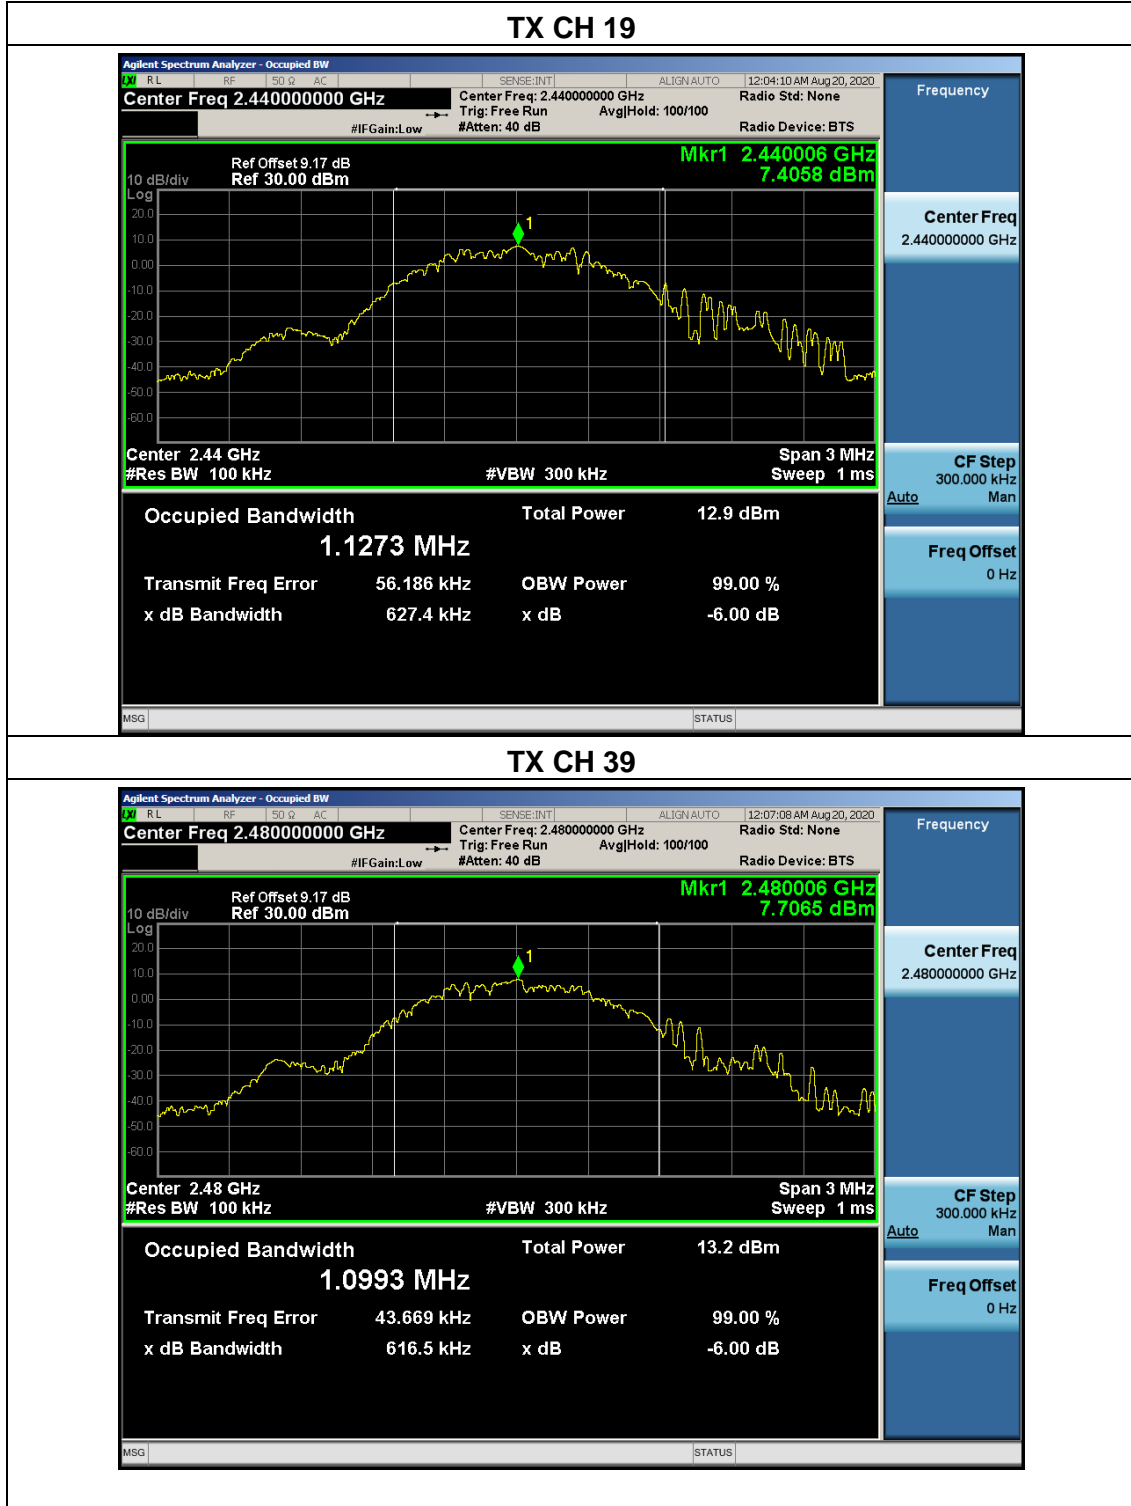 TX CH 19
Agilent Spectrum Analyzer - Occupied BW
LXI RL RF 50 Ω AC SENSE:INT ALIGN AUTO 12:04:10 AM Aug 20, 2020
Center Freq 2.440000000 GHz
Center Freq: 2.440000000 GHz
Radio Std: None
Trig: Free Run Avg|Hold: 100/100
#IFGain:Low #Atten: 40 dB Radio Device: BTS
Frequency
Mkr1 2.440006 GHz
7.4058 dBm
Ref Offset 9.17 dB
10 dB/div Ref 30.00 dBm
Log
20.0
10.0
0.00
-10.0
-20.0
-30.0
-40.0
-50.0
-60.0
1
Center Freq
2.440000000 GHz
Center 2.44 GHz Span 3 MHz
#Res BW 100 kHz #VBW 300 kHz Sweep 1 ms
CF Step
300.000 kHz
Auto Man
Occupied Bandwidth Total Power 12.9 dBm
1.1273 MHz
Freq Offset
0 Hz
Transmit Freq Error 56.186 kHz OBW Power 99.00 %
x dB Bandwidth 627.4 kHz x dB -6.00 dB
MSG STATUS
TX CH 39
Agilent Spectrum Analyzer - Occupied BW
LXI RL RF 50 Ω AC SENSE:INT ALIGN AUTO 12:07:08 AM Aug 20, 2020
Center Freq 2.480000000 GHz
Center Freq: 2.480000000 GHz
Radio Std: None
Trig: Free Run Avg|Hold: 100/100
#IFGain:Low #Atten: 40 dB Radio Device: BTS
Frequency
Mkr1 2.480006 GHz
7.7065 dBm
Ref Offset 9.17 dB
10 dB/div Ref 30.00 dBm
Log
20.0
10.0
0.00
-10.0
-20.0
-30.0
-40.0
-50.0
-60.0
1
Center Freq
2.480000000 GHz
Center 2.48 GHz Span 3 MHz
#Res BW 100 kHz #VBW 300 kHz Sweep 1 ms
CF Step
300.000 kHz
Auto Man
Occupied Bandwidth Total Power 13.2 dBm
1.0993 MHz
Freq Offset
0 Hz
Transmit Freq Error 43.669 kHz OBW Power 99.00 %
x dB Bandwidth 616.5 kHz x dB -6.00 dB
MSG STATUS